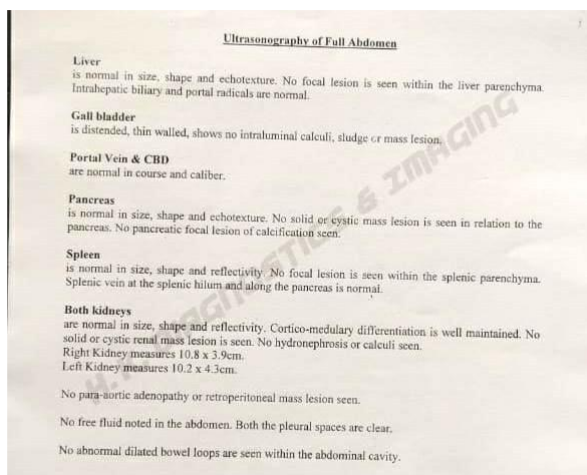 Ultrasonography of Full Abdomen
Liver
is normal in size, shape and echotexture. No focal lesion is seen within the liver parenchyma.
Intrahepatic biliary and portal radicals are normal.
Gall bladder
is distended, thin walled, shows no intraluminal calculi, sludge or mass lesion.
Portal Vein & CBD
are normal in course and caliber.
Pancreas
is normal in size, shape and echotexture. No solid or cystic mass lesion is seen in relation to the
pancreas. No pancreatic focal lesion of calcification seen.
Spleen
is normal in size, shape and reflectivity. No focal lesion is seen within the splenic parenchyma.
Splenic vein at the splenic hilum and along the pancreas is normal.
Both kidneys
are normal in size, shape and reflectivity. Cortico-medulary differentiation is well maintained. No
solid or cystic renal mass lesion is seen. No hydronephrosis or calculi seen.
Right Kidney measures 10.8 x 3.9cm.
Left Kidney measures 10.2 x 4.3cm.
No para-aortic adenopathy or retroperitoneal mass lesion seen.
No free fluid noted in the abdomen. Both the pleural spaces are clear.
No abnormal dilated bowel loops are seen within the abdominal cavity.
DIAGNOSTICS & IMAGING